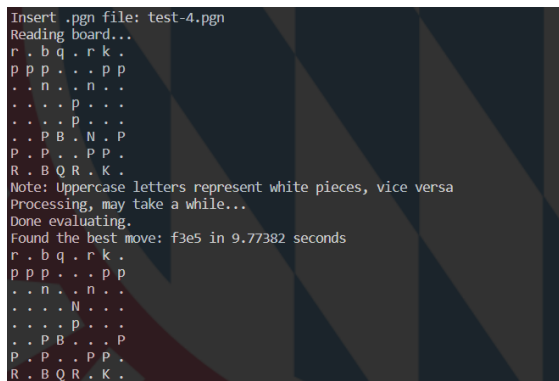 Insert .pgn file: test-4.pgn
Reading board...
r . b q . r k .
p p p . . . p p
. . n . . n . .
. . . . p . . .
. . . . p . . .
. . P B . N . P
P . P . . P P .
R . B Q R . K .
Note: Uppercase letters represent white pieces, vice versa
Processing, may take a while...
Done evaluating.
Found the best move: f3e5 in 9.77382 seconds
r . b q . r k .
p p p . . . p p
. . n . . n . .
. . . . N . . .
. . . . p . . .
. . P B . . . P
P . P . . P P .
R . B Q R . K .